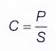 C = P/S